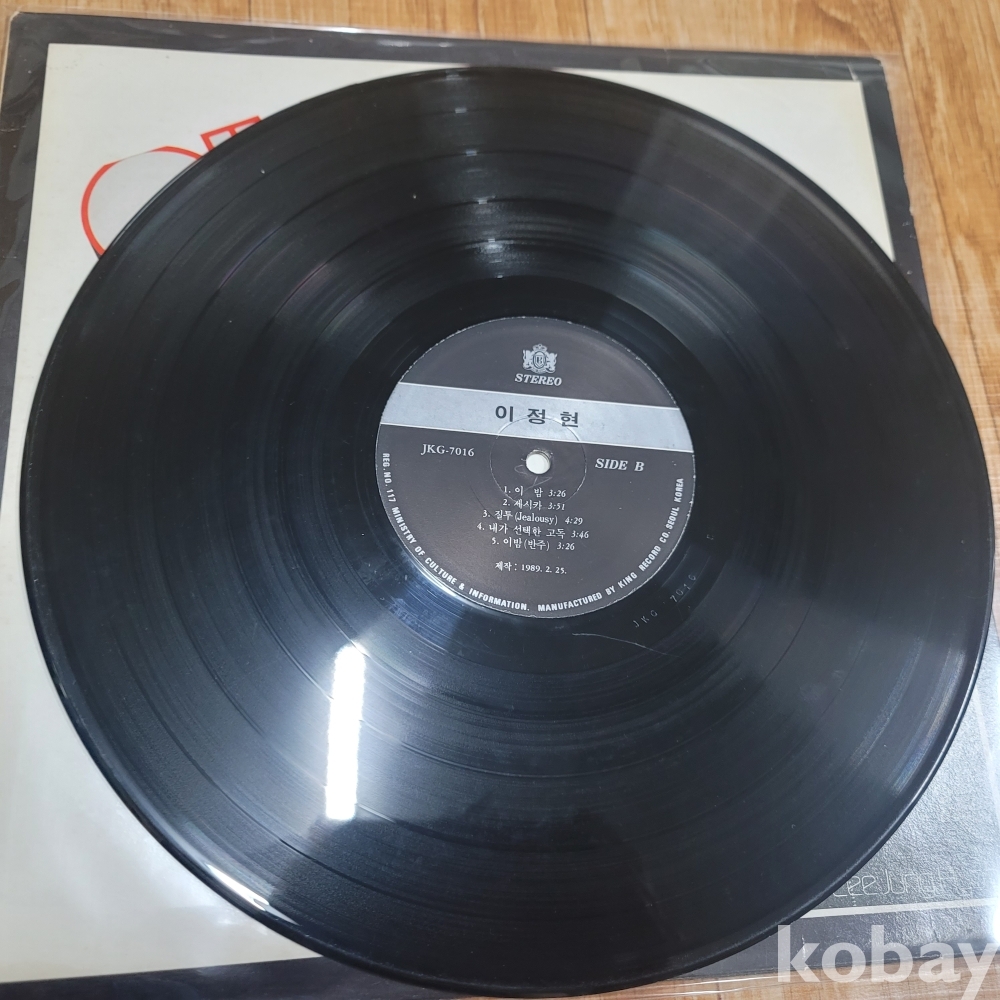 STEREO
이 정 현
JKG-7016
SIDE B
1. 이 밤 3:26
2. 제시카 3:51
3. 질투(Jealousy) 4:29
4. 내가 선택한 고독 3:46
5. 이밤(반주) 3:26
제작 : 1989. 2. 25.
REG. NO. 117 MINISTRY OF CULTURE & INFORMATION. MANUFACTURED BY KING RECORD CO. SEOUL KOREA
JKG 7016
kobay